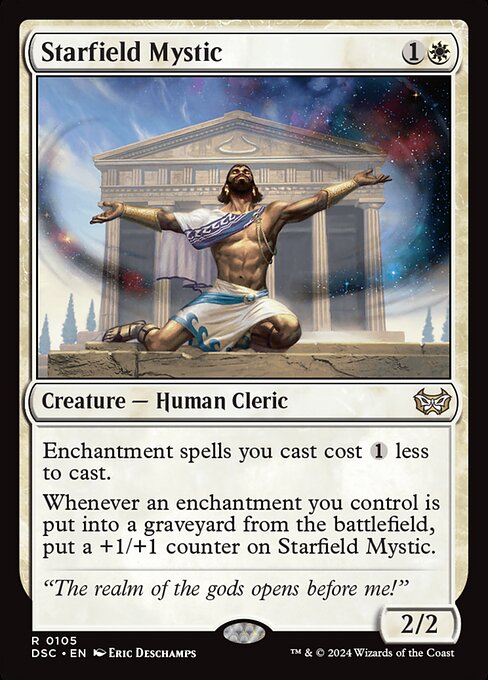 Starfield Mystic
1
Creature — Human Cleric
Enchantment spells you cast cost 1 less
to cast.
Whenever an enchantment you control is
put into a graveyard from the battlefield,
put a +1/+1 counter on Starfield Mystic.
“The realm of the gods opens before me!”
2/2
R 0105
DSC • EN Eric Deschamps
™ & © 2024 Wizards of the Coast